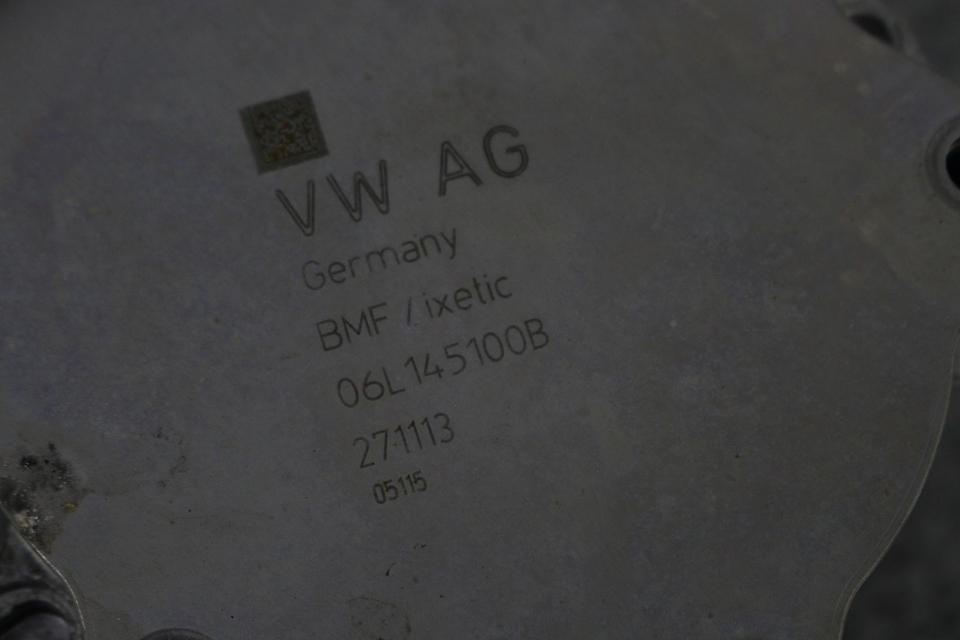 VW AG
Germany
BMF / ixetic
06L145100B
271113
05115